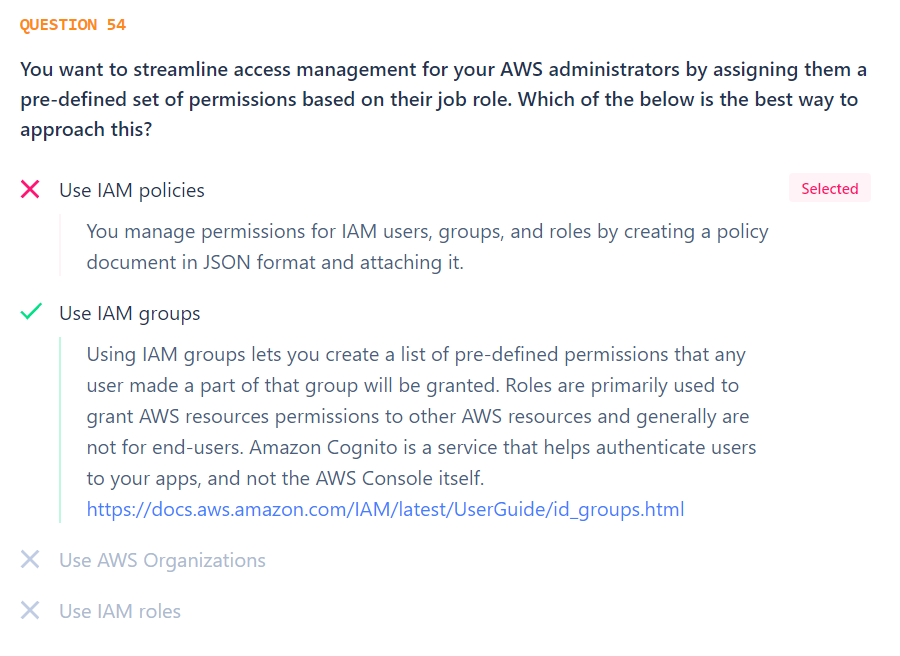 QUESTION 54
You want to streamline access management for your AWS administrators by assigning them a
pre-defined set of permissions based on their job role. Which of the below is the best way to
approach this?
Use IAM policies
Selected
You manage permissions for IAM users, groups, and roles by creating a policy
document in JSON format and attaching it.
Use IAM groups
Using IAM groups lets you create a list of pre-defined permissions that any
user made a part of that group will be granted. Roles are primarily used to
grant AWS resources permissions to other AWS resources and generally are
not for end-users. Amazon Cognito is a service that helps authenticate users
to your apps, and not the AWS Console itself.
https://docs.aws.amazon.com/IAM/latest/UserGuide/id_groups.html
Use AWS Organizations
Use IAM roles